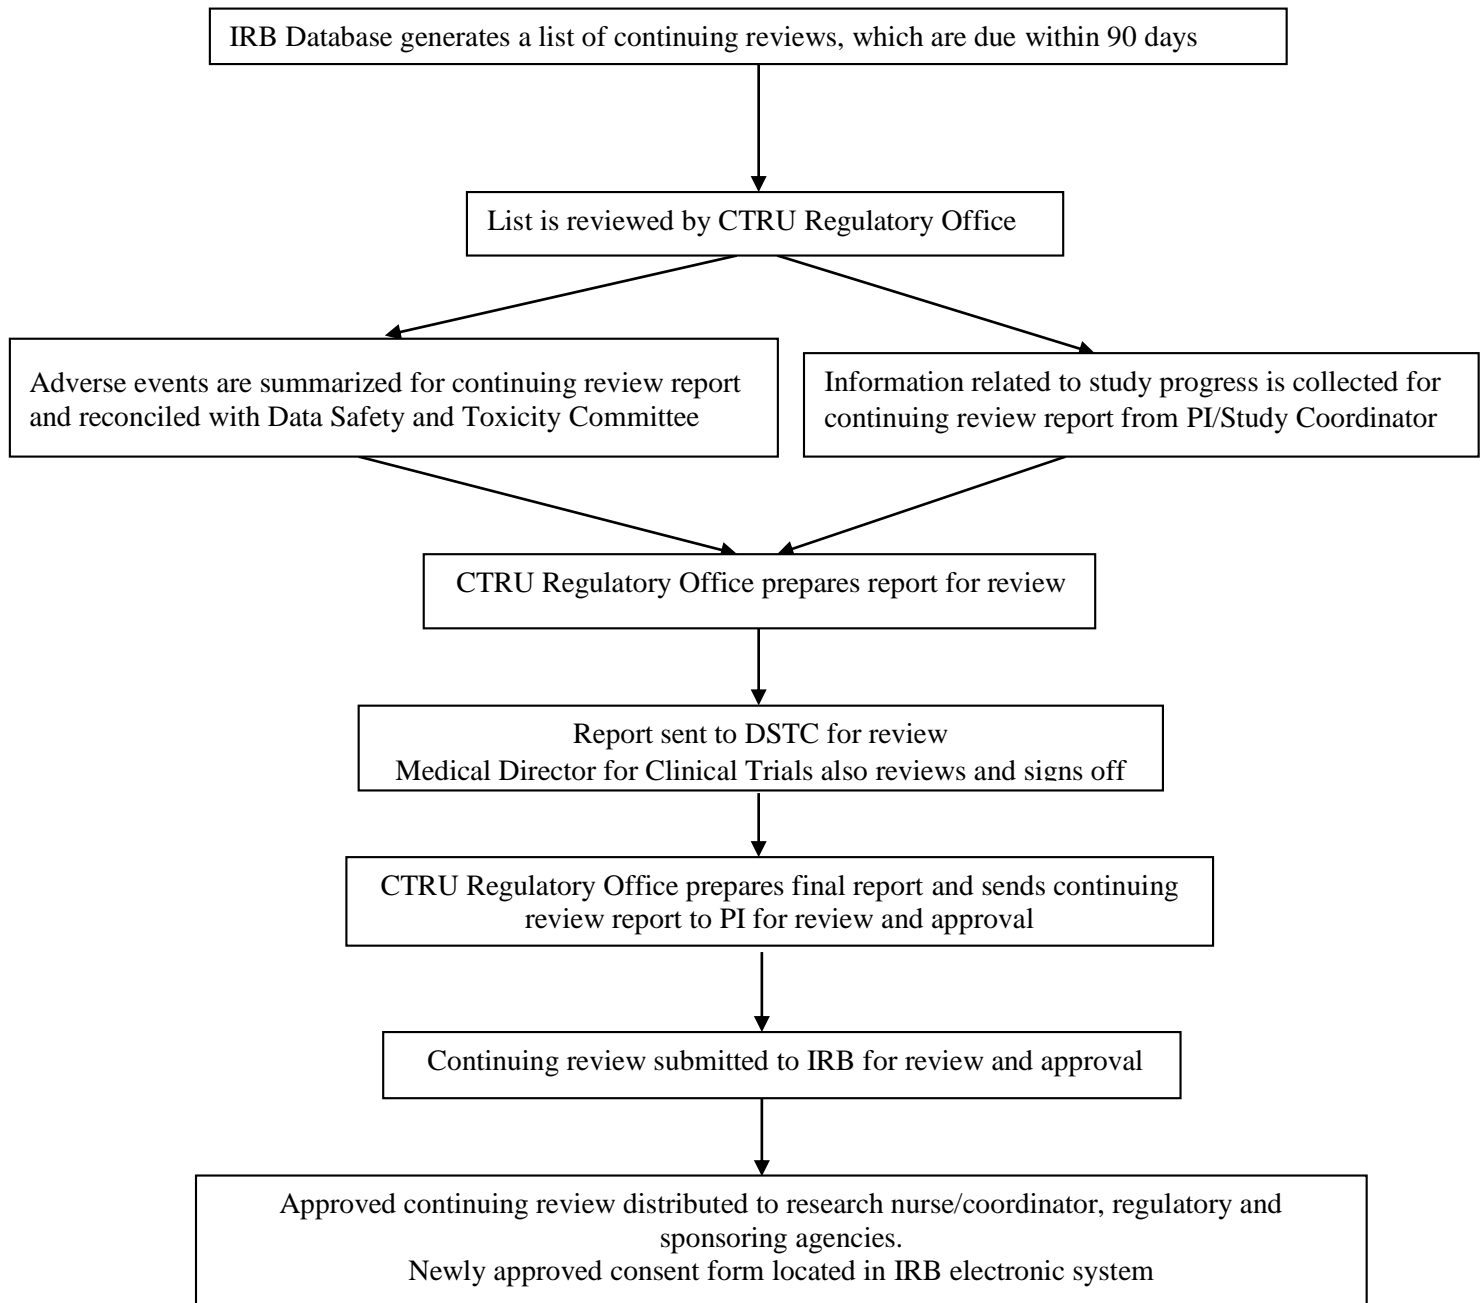 IRB Database generates a list of continuing reviews, which are due within 90 days
List is reviewed by CTRU Regulatory Office
Adverse events are summarized for continuing review report
and reconciled with Data Safety and Toxicity Committee
Information related to study progress is collected for
continuing review report from PI/Study Coordinator
CTRU Regulatory Office prepares report for review
Report sent to DSTC for review
Medical Director for Clinical Trials also reviews and signs off
CTRU Regulatory Office prepares final report and sends continuing
review report to PI for review and approval
Continuing review submitted to IRB for review and approval
Approved continuing review distributed to research nurse/coordinator, regulatory and
sponsoring agencies.
Newly approved consent form located in IRB electronic system